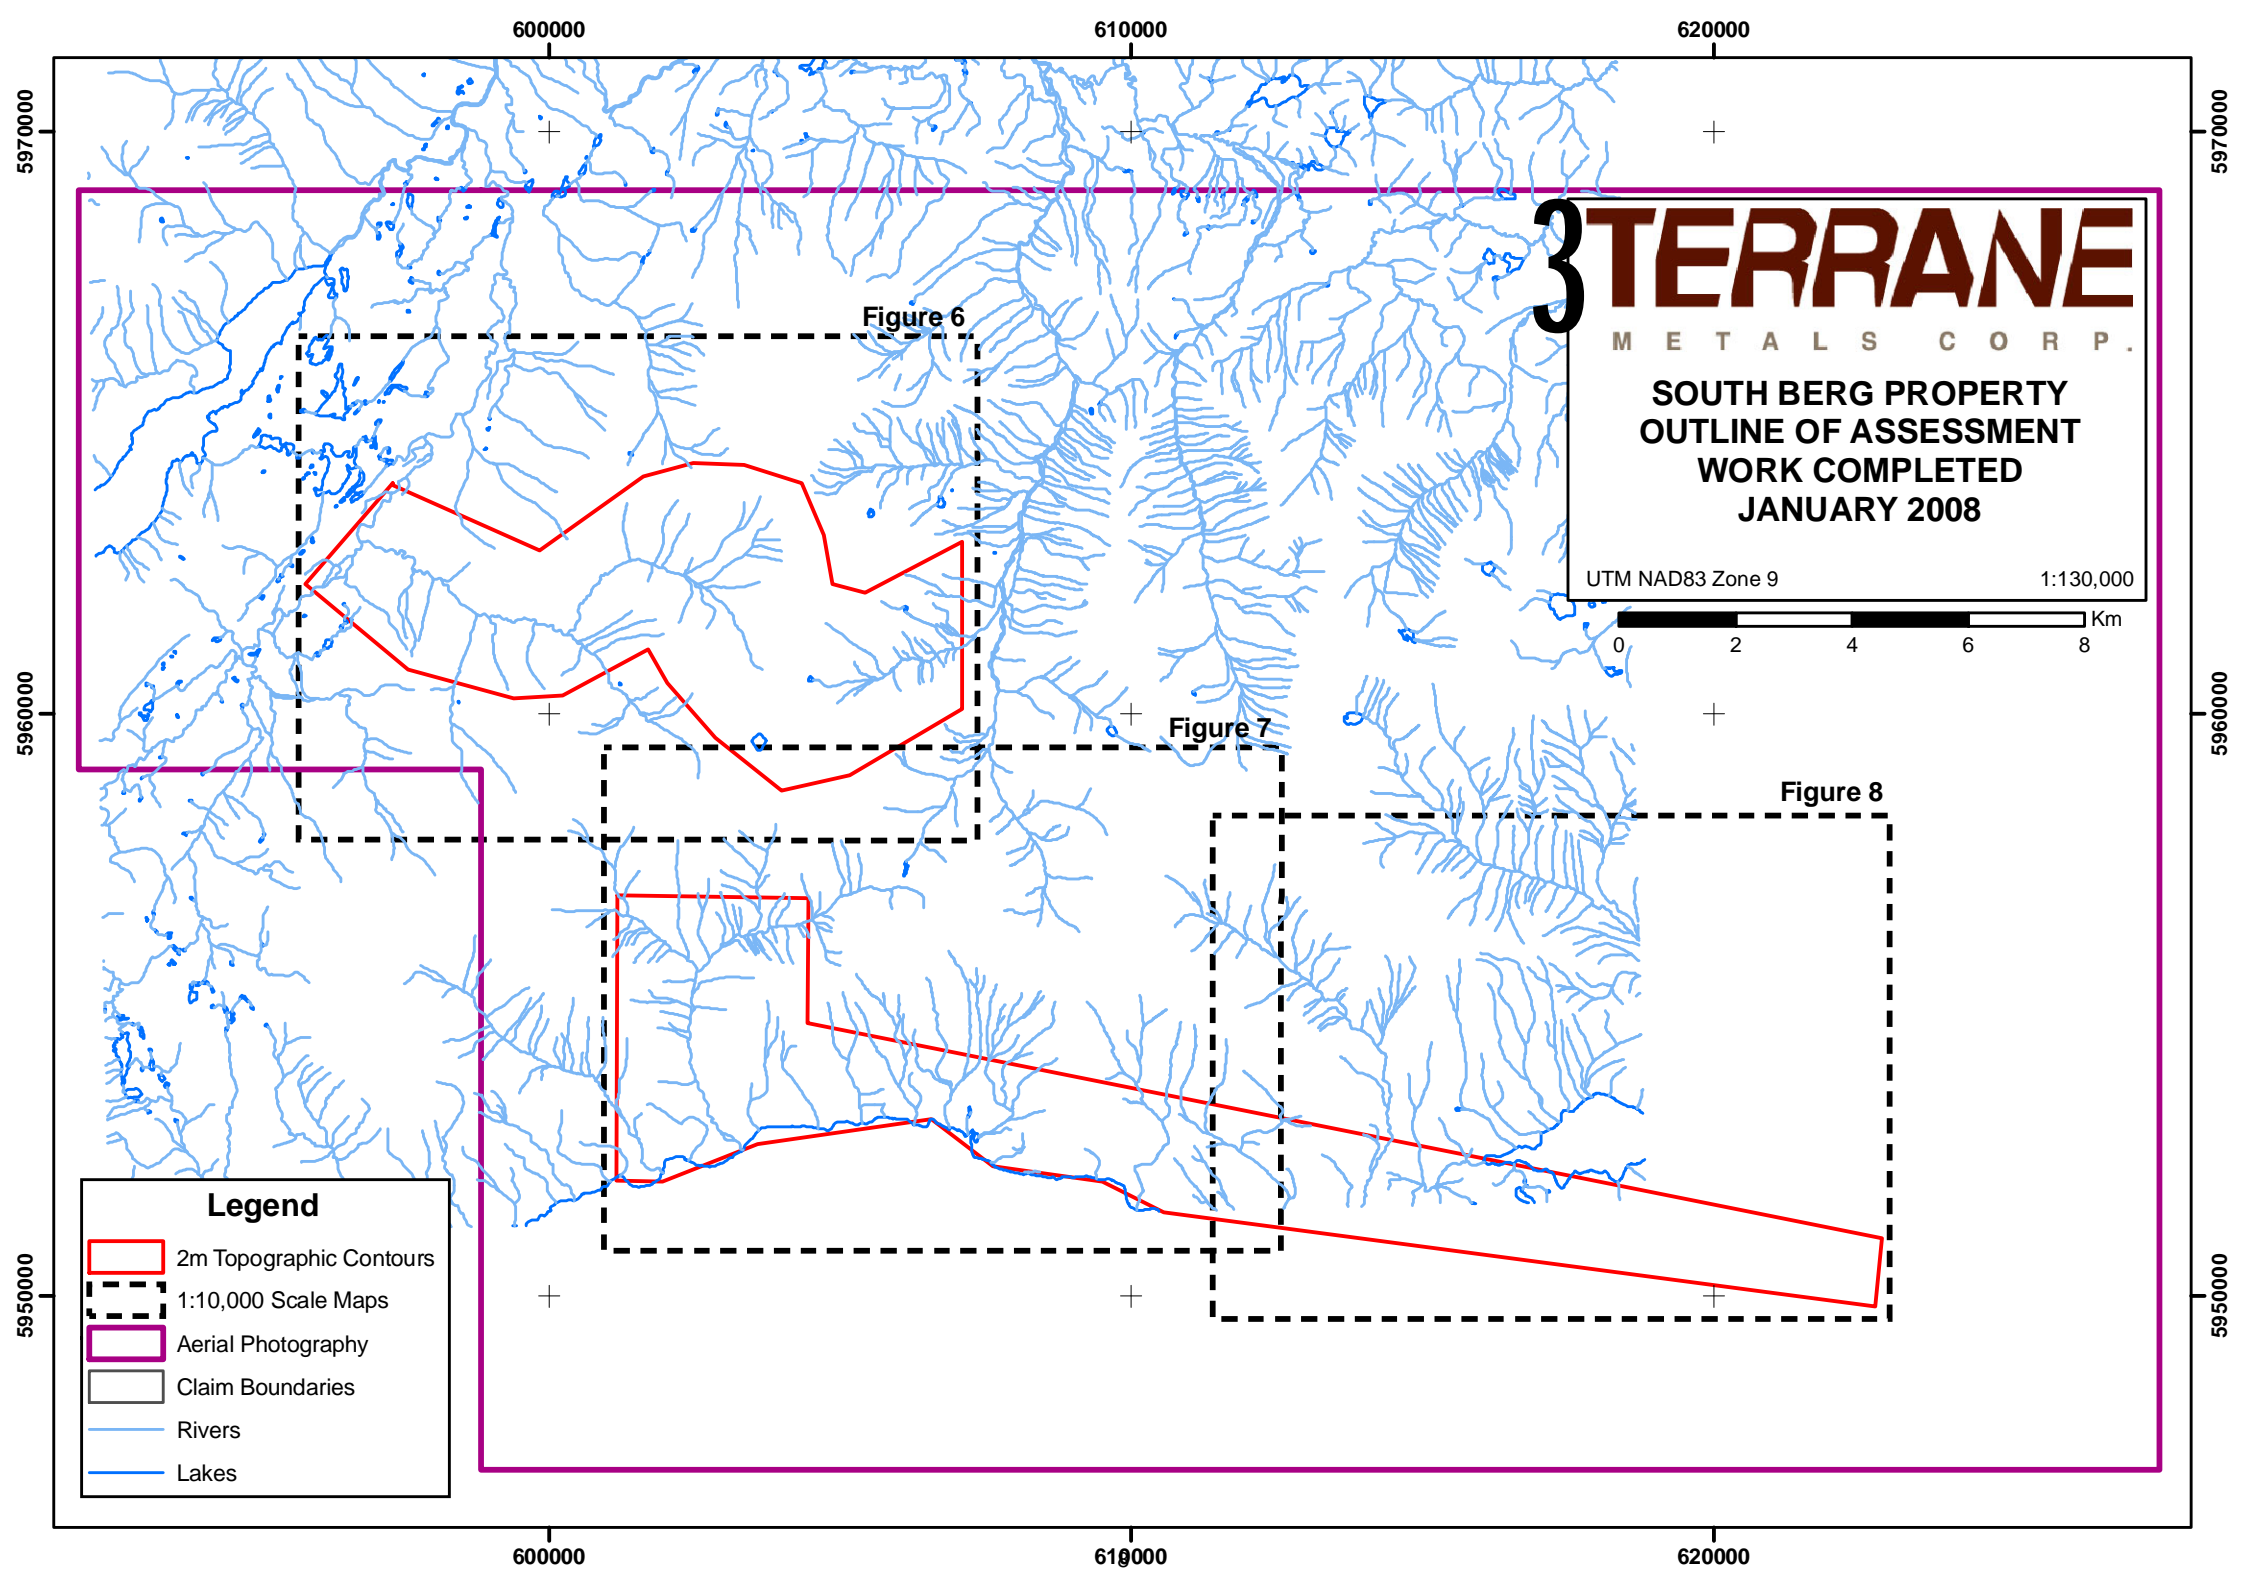 600000
610000
620000
5970000
5970000
3
TERRANE
METALS CORP.
SOUTH BERG PROPERTY
OUTLINE OF ASSESSMENT
WORK COMPLETED
JANUARY 2008
UTM NAD83 Zone 9
1:130,000
Km
0
2
4
6
8
Figure 6
5960000
5960000
Figure 7
Figure 8
Legend
2m Topographic Contours
1:10,000 Scale Maps
Aerial Photography
Claim Boundaries
Rivers
Lakes
5950000
5950000
600000
610000
620000